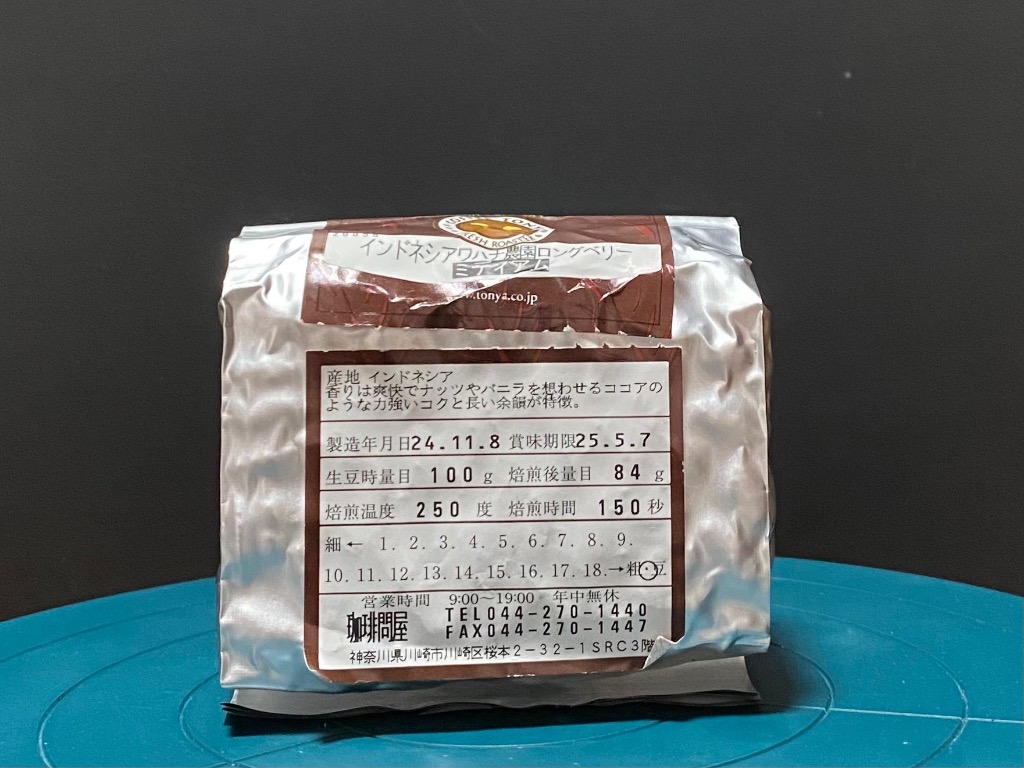 FRESH ROASTED
インドネシアワハナ農園ロングベリー
ミディアム
www.tonya.co.jp
産地 インドネシア
香りは爽快でナッツやバニラを想わせるココアの
ような力強いコクと長い余韻が特徴。
製造年月日24.11.8 賞味期限25.5.7
生豆時量目 100 g 焙煎後量目 84 g
焙煎温度 250 度 焙煎時間 150 秒
細← 1. 2. 3. 4. 5. 6. 7. 8. 9.
10. 11. 12. 13. 14. 15. 16. 17. 18.→粗・豆
営業時間 9:00〜19:00 年中無休
珈琲問屋
TEL044-270-1440
FAX044-270-1447
神奈川県川崎市川崎区桜本2-32-1SRC3階